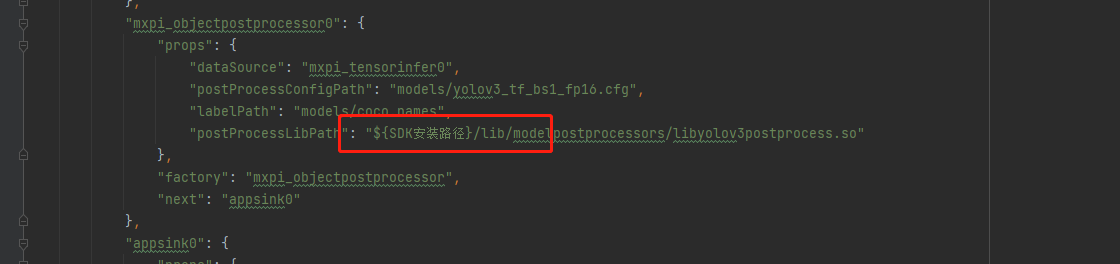 },
"mxpi_objectpostprocessor0": {
"props": {
"dataSource": "mxpi_tensorinfer0",
"postProcessConfigPath": "models/yolov3_tf_bs1_fp16.cfg",
"labelPath": "models/coco.names",
"postProcessLibPath": "${SDK安装路径}/lib/modelpostprocessors/libyolov3postprocess.so"
},
"factory": "mxpi_objectpostprocessor",
"next": "appsink0"
},
"appsink0": {
"props": {